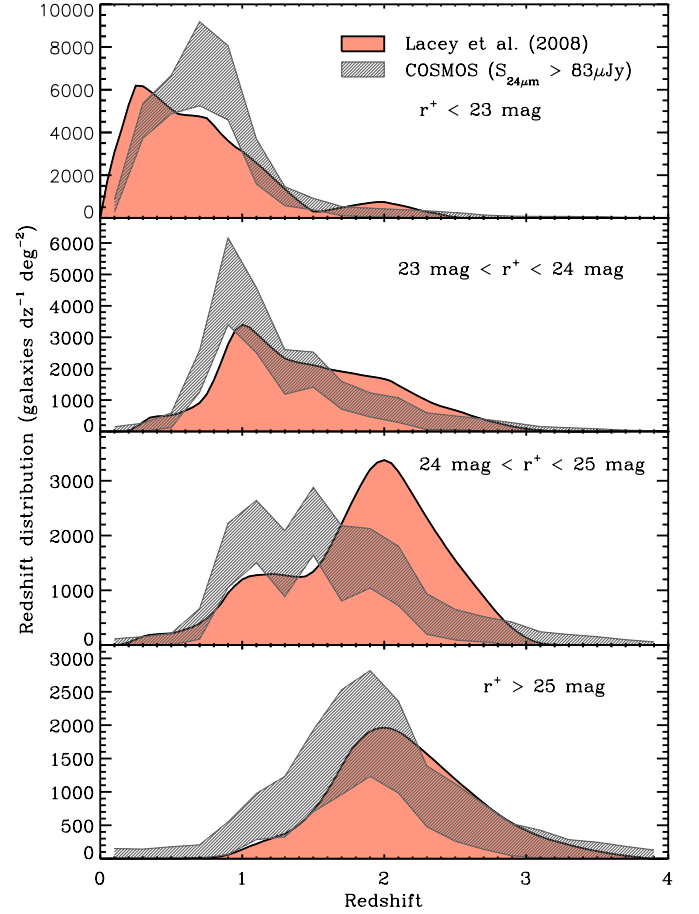 10000
8000
6000
4000
2000
0
Lacey et al. (2008)
COSMOS (S24μm > 83μJy)
r+ < 23 mag
6000
5000
4000
3000
2000
1000
0
23 mag < r+ < 24 mag
3000
2000
1000
0
24 mag < r+ < 25 mag
3000
2500
2000
1500
1000
500
0
r+ > 25 mag
0 1 2 3 4
Redshift
Redshift distribution (galaxies dz−1 deg−2)